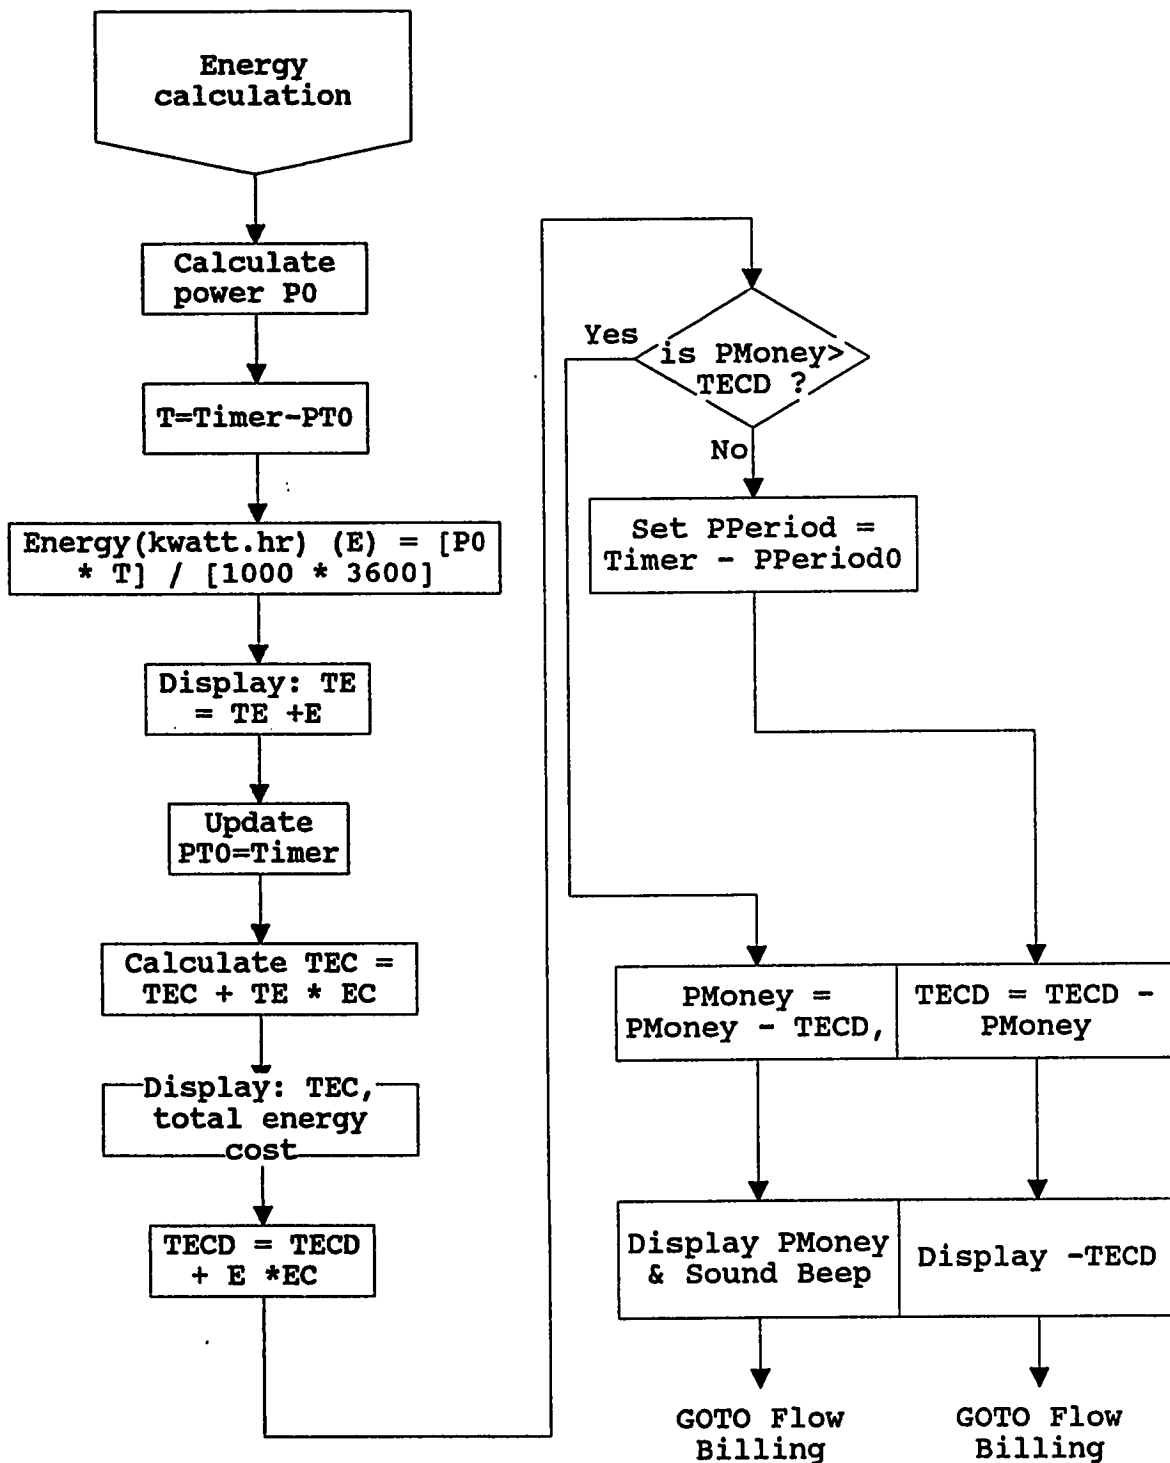 Energy
calculation
Calculate
power P0
T=Timer-PT0
Energy(kwatt.hr) (E) = [P0
* T] / [1000 * 3600]
Display: TE
= TE +E
Update
PT0=Timer
Calculate TEC =
TEC + TE * EC
Display: TEC,
total energy
cost
TECD = TECD
+ E *EC
Yes
is PMoney>
TECD ?
No
Set PPeriod =
Timer - PPeriod0
PMoney =
PMoney - TECD,
TECD = TECD -
PMoney
Display PMoney
& Sound Beep
Display -TECD
GOTO Flow
Billing
GOTO Flow
Billing